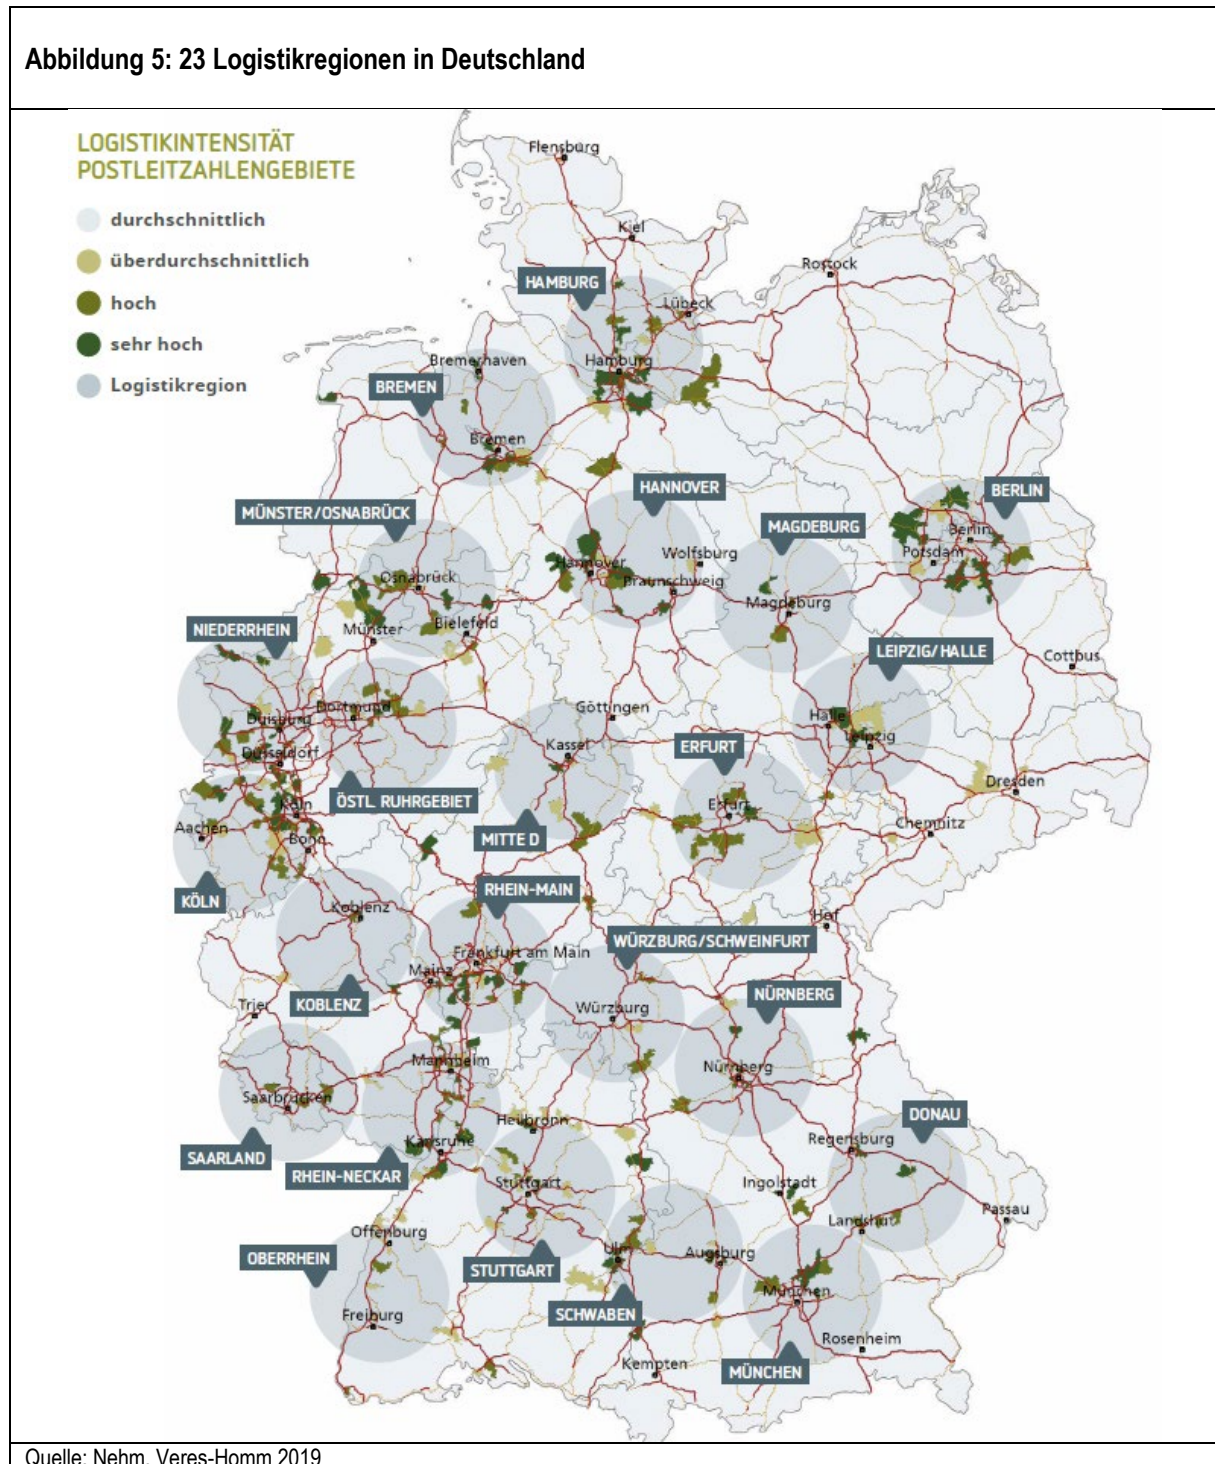 Abbildung 5: 23 Logistikregionen in Deutschland
LOGISTIKINTENSITÄT
POSTLEITZAHLENGEBIETE
durchschnittlich
überdurchschnittlich
hoch
sehr hoch
Logistikregion
Flensburg
Kiel
Rostock
HAMBURG
Lübeck
Bremerhaven
Hamburg
BREMEN
Bremen
HANNOVER
BERLIN
MÜNSTER/OSNABRÜCK
MAGDEBURG
Berlin
Hannover
Wolfsburg
Potsdam
Osnabrück
Braunschweig
Magdeburg
NIEDERRHEIN
Münster
Bielefeld
LEIPZIG/HALLE
Cottbus
Duisburg
Dortmund
Göttingen
Halle
Düsseldorf
Kassel
ERFURT
Leipzig
Dresden
Köln
ÖSTL. RUHRGEBIET
Erfurt
Aachen
Bonn
MITTE D
Chemnitz
KÖLN
RHEIN-MAIN
Koblenz
Hof
Frankfurt am Main
WÜRZBURG/SCHWEINFURT
Mainz
KOBLENZ
NÜRNBERG
Trier
Würzburg
Mannheim
Nürnberg
Saarbrücken
Heilbronn
DONAU
SAARLAND
Karlsruhe
Regensburg
RHEIN-NECKAR
Stuttgart
Ingolstadt
Landshut
Passau
Offenburg
OBERRHEIN
STUTTGART
Ulm
Augsburg
Freiburg
SCHWABEN
München
Rosenheim
Kempten
MÜNCHEN
Quelle: Nehm, Veres-Homm 2019